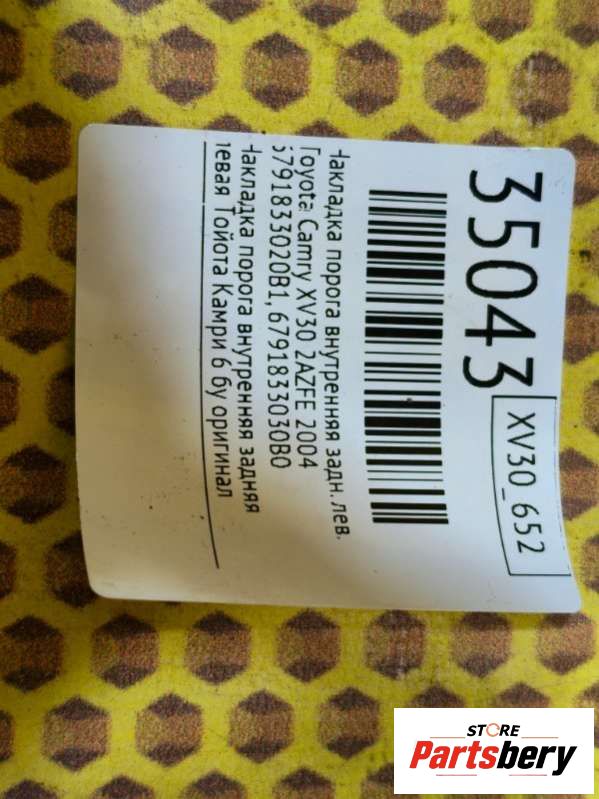 35043
XV30_652
Накладка порога внутренняя задн. лев.
Toyota Camry XV30 2AZFE 2004
6791833020B1, 6791833030B0
Накладка порога внутренняя задняя
левая Тойота Камри 6 бу оригинал
STORE
Partsbery